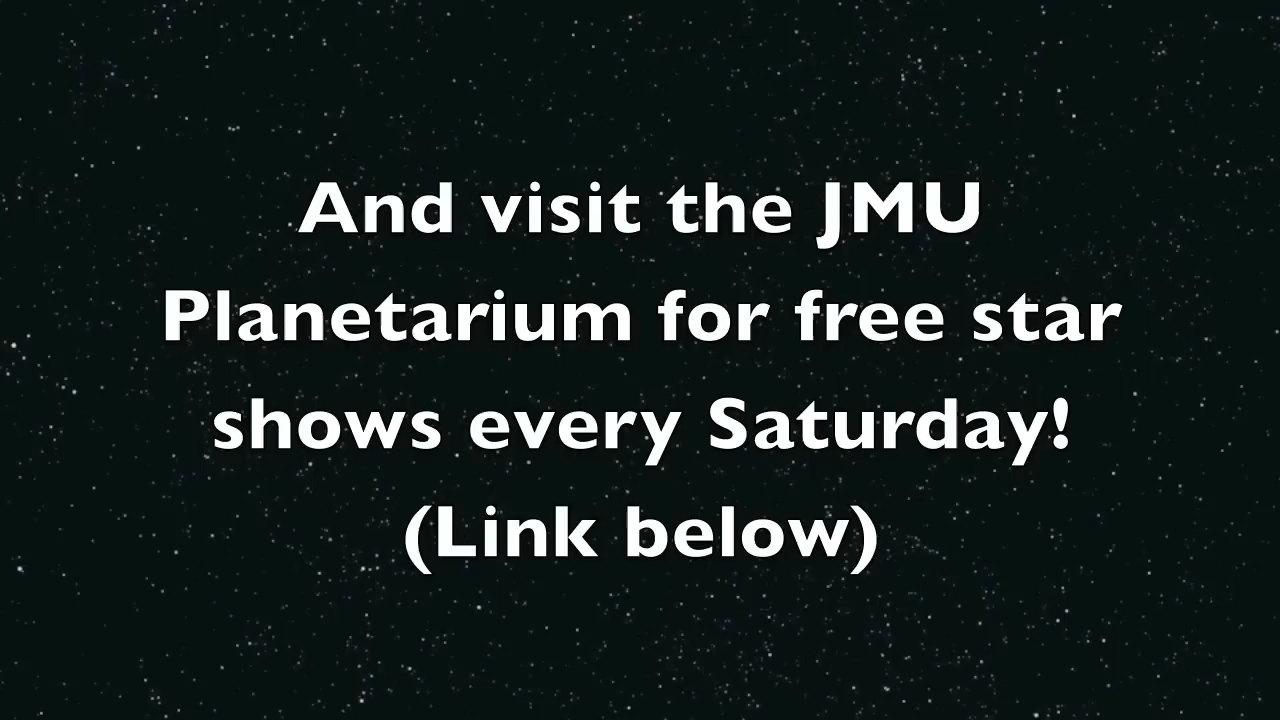 And visit the JMU
Planetarium for free star
shows every Saturday!
(Link below)